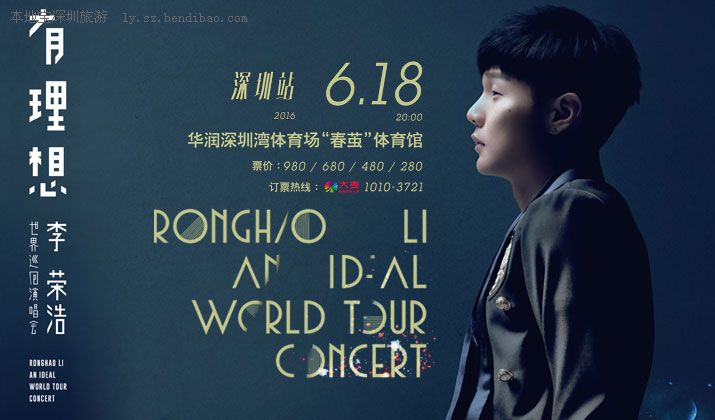 本地宝深圳旅游 ly.sz.bendibao.com
有理想
李荣浩
世界巡回演唱会
RONGHAO LI
AN IDEAL
WORLD TOUR
CONCERT
深圳站 6.18
2016 20:00
华润深圳湾体育场“春茧”体育馆
票价：980 / 680 / 480 / 280
订票热线： 大麦 1010-3721
RONGHAO LI
AN IDEAL
WORLD TOUR
CONCERT